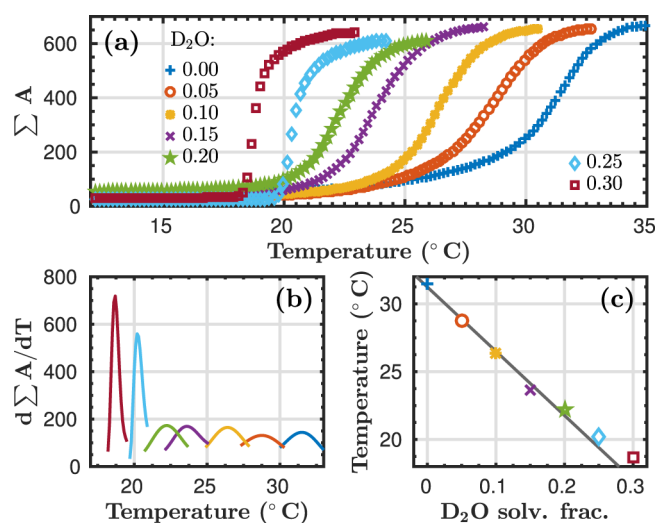 (a)
D₂O:
0.00
0.05
0.10
0.15
0.20
0.25
0.30
∑ A
600
400
200
0
15 20 25 30 35
Temperature (° C)
(b)
d ∑ A/dT
800
600
400
200
0
20 25 30
Temperature (° C)
(c)
Temperature (° C)
30
25
20
0 0.1 0.2 0.3
D₂O solv. frac.